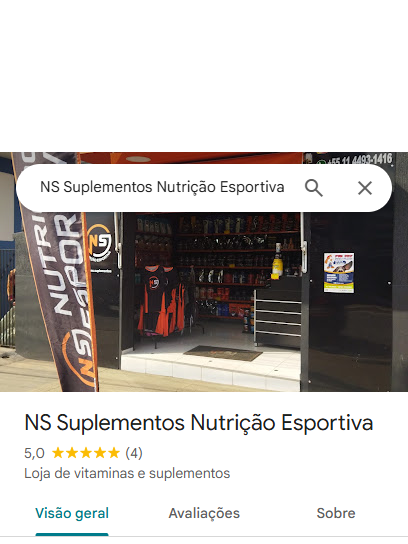 +55 11 4493-1416
NS Suplementos Nutrição Esportiva
NUTRI
ESPOR
NS
NS
NS Suplementos Nutrição Esportiva
5,0 (4)
Loja de vitaminas e suplementos
Visão geral Avaliações Sobre